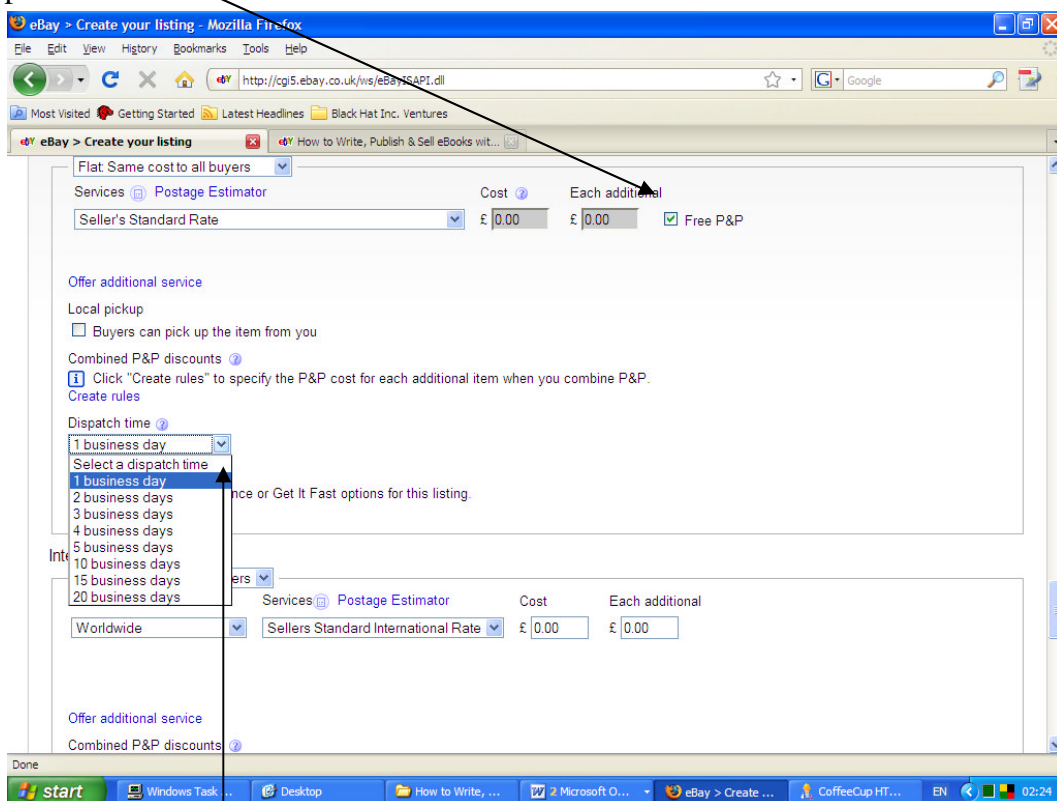 eBay > Create your listing - Mozilla Firefox
File Edit View History Bookmarks Tools Help
http://cgi5.ebay.co.uk/ws/eBayISAPI.dll G Google
Most Visited Getting Started Latest Headlines Black Hat Inc. Ventures
eBay > Create your listing How to Write, Publish & Sell eBooks wit...
Flat: Same cost to all buyers
Services Postage Estimator Cost Each additional
Seller's Standard Rate £ 0.00 £ 0.00 Free P&P
Offer additional service
Local pickup
Buyers can pick up the item from you
Combined P&P discounts
Click "Create rules" to specify the P&P cost for each additional item when you combine P&P.
Create rules
Dispatch time
1 business day
Select a dispatch time
1 business day
2 business days nce or Get It Fast options for this listing.
3 business days
4 business days
5 business days
Inte
10 business days
15 business days ers
20 business days
Services Postage Estimator Cost Each additional
Worldwide Sellers Standard International Rate £ 0.00 £ 0.00
Offer additional service
Combined P&P discounts
Done
start Windows Task ... Desktop How to Write, ... 2 Microsoft O... eBay > Create ... CoffeeCup HT... EN 02:24